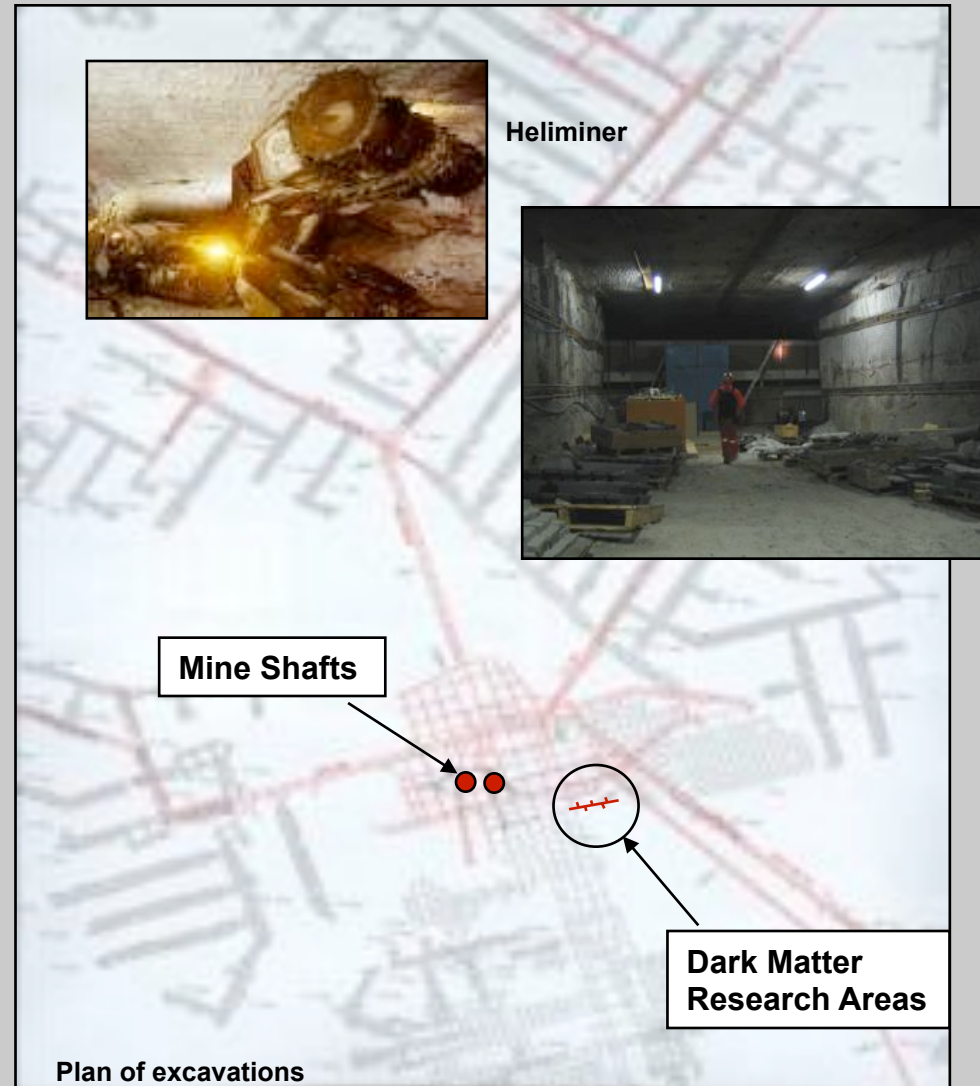 Heliminer
Mine Shafts
Dark Matter
Research Areas
Plan of excavations